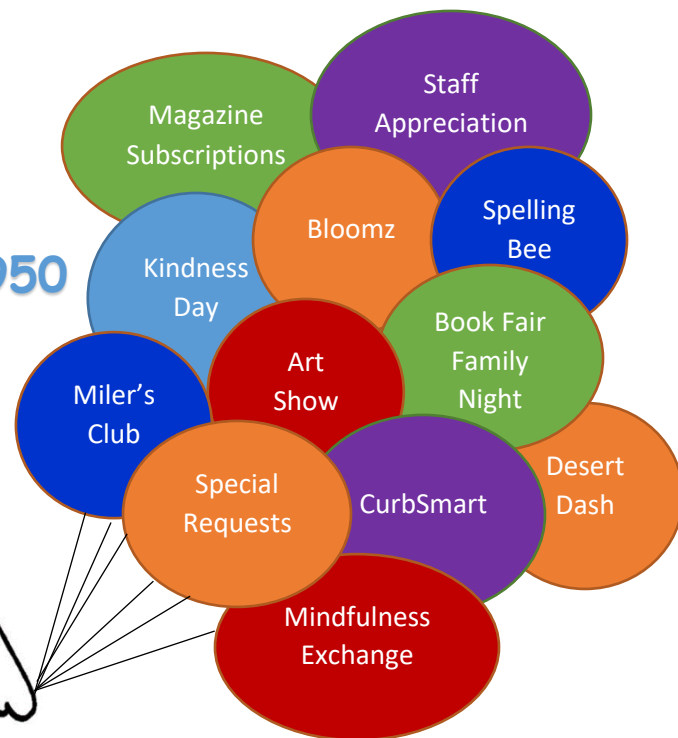 Staff
Appreciation
Magazine
Subscriptions
Bloomz
Spelling
Bee
950
Kindness
Day
Book Fair
Family
Night
Art
Show
Miler's
Club
Desert
Dash
Special
Requests
CurbSmart
Mindfulness
Exchange